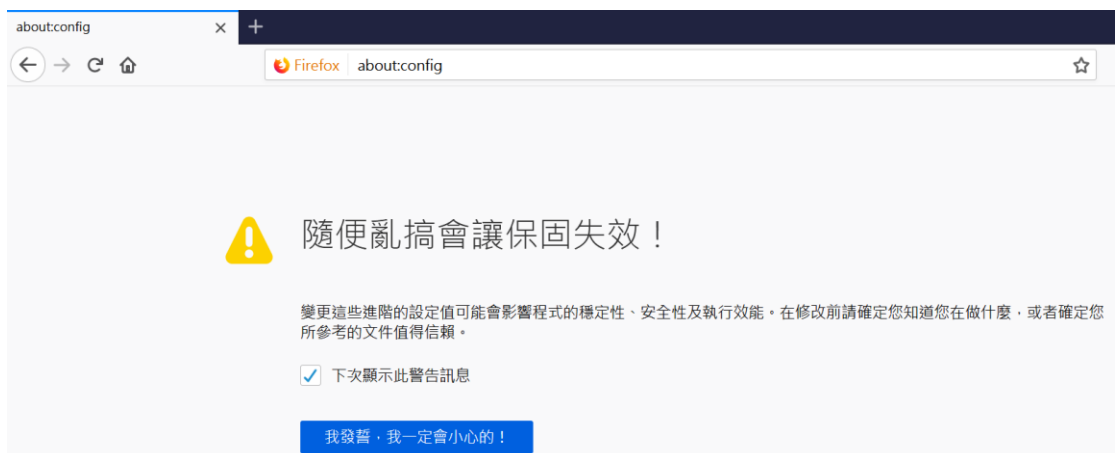 about:config
Firefox about:config
隨便亂搞會讓保固失效！
變更這些進階的設定值可能會影響程式的穩定性、安全性及執行效能。在修改前請確定您知道您在做什麼，或者確定您
所參考的文件值得信賴。
下次顯示此警告訊息
我發誓，我一定會小心的！